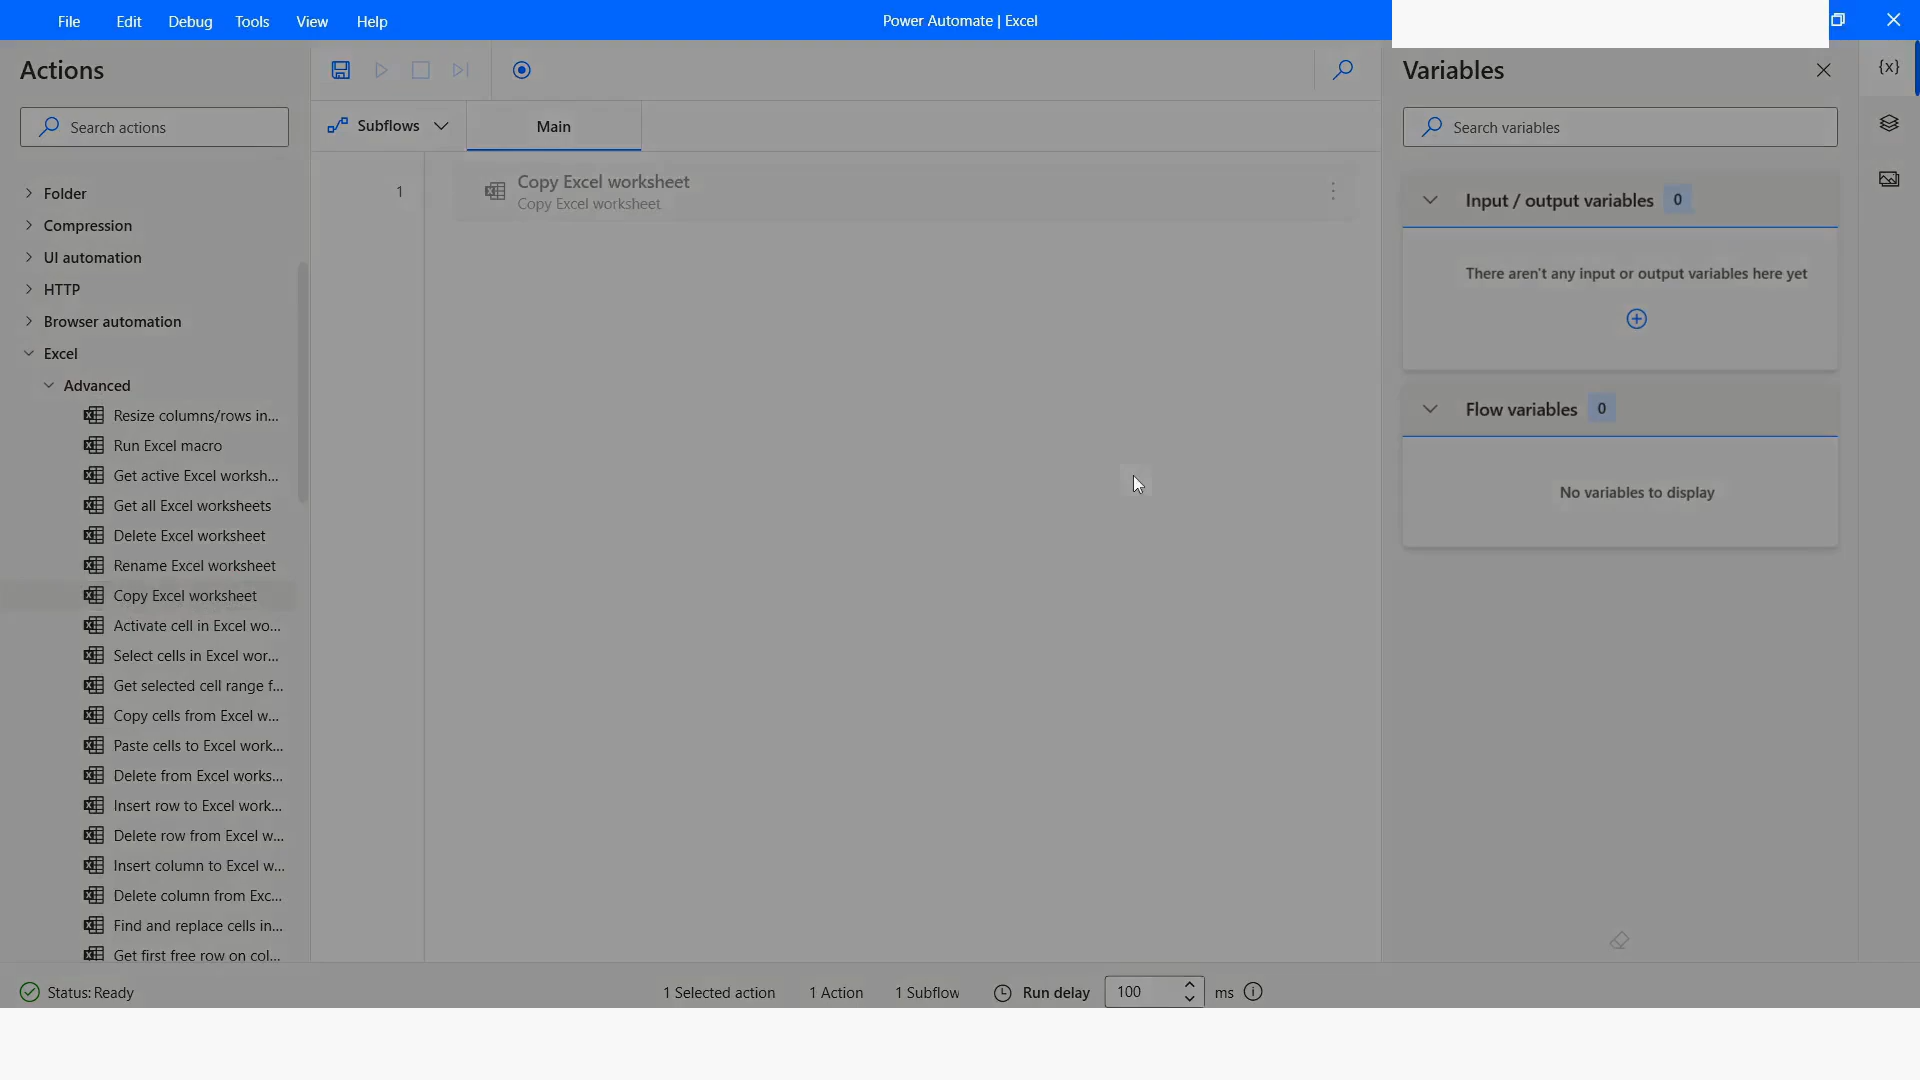 File Edit Debug Tools View Help
Power Automate | Excel
Actions
Search actions
Folder
Compression
UI automation
HTTP
Browser automation
Excel
Advanced
Resize columns/rows in...
Run Excel macro
Get active Excel worksh...
Get all Excel worksheets
Delete Excel worksheet
Rename Excel worksheet
Copy Excel worksheet
Activate cell in Excel wo...
Select cells in Excel wor...
Get selected cell range f...
Copy cells from Excel w...
Paste cells to Excel work...
Delete from Excel works...
Insert row to Excel work...
Delete row from Excel w...
Insert column to Excel w...
Delete column from Exc...
Find and replace cells in...
Get first free row on col...
Subflows
Main
1
Copy Excel worksheet
Copy Excel worksheet
Variables
{x}
Search variables
Input / output variables 0
There aren't any input or output variables here yet
Flow variables 0
No variables to display
Status: Ready
1 Selected action
1 Action
1 Subflow
Run delay 100 ms